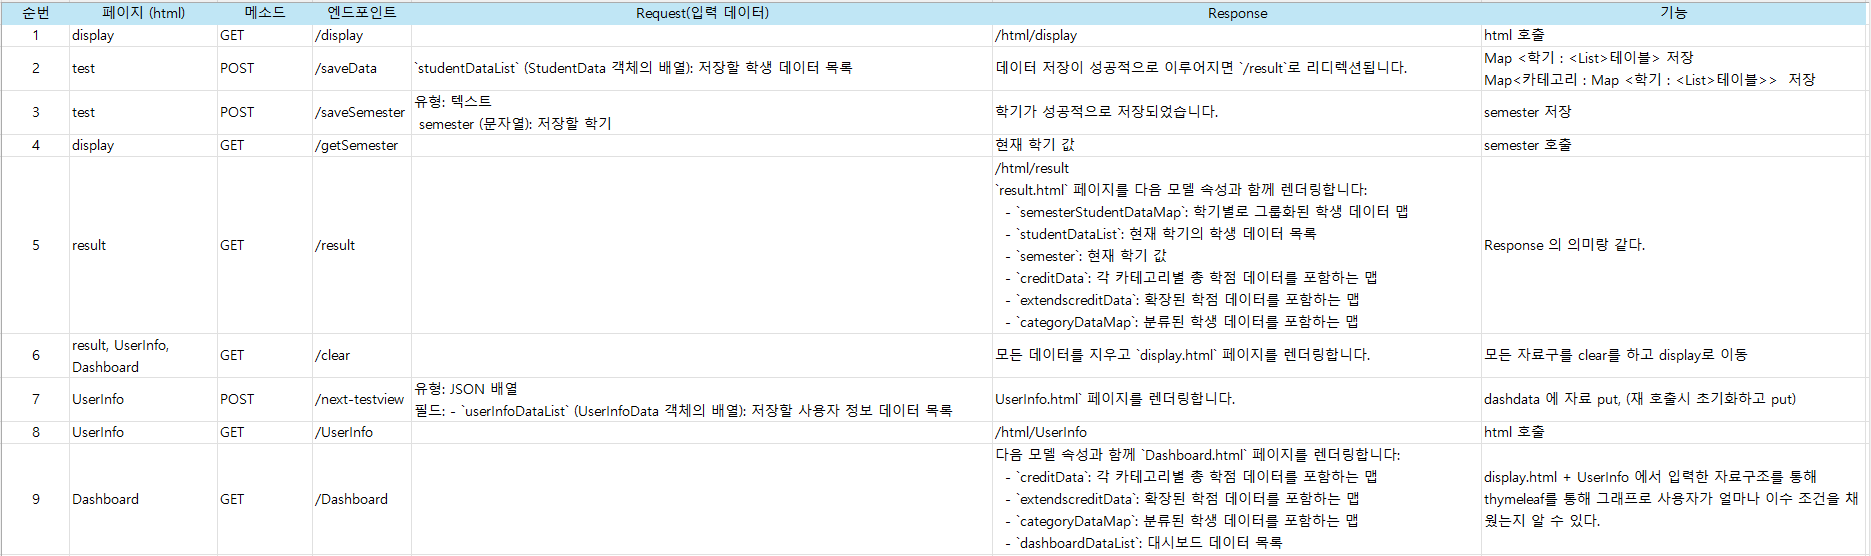 순번 페이지 (html) 메소드 엔드포인트 Request(입력 데이터) Response 기능
1 display GET /display /html/display html 호출
2 test POST /saveData `studentDataList` (StudentData 객체의 배열): 저장할 학생 데이터 목록 데이터 저장이 성공적으로 이루어지면 `/result`로 리디렉션됩니다. Map <학기 : <List>테이블> 저장
Map<카테고리 : Map <학기 : <List>테이블>> 저장
3 test POST /saveSemester 유형: 텍스트
semester (문자열): 저장할 학기 학기가 성공적으로 저장되었습니다. semester 저장
4 display GET /getSemester 현재 학기 값 semester 호출
5 result GET /result /html/result
`result.html` 페이지를 다음 모델 속성과 함께 렌더링합니다:
- `semesterStudentDataMap`: 학기별로 그룹화된 학생 데이터 맵
- `studentDataList`: 현재 학기의 학생 데이터 목록
- `semester`: 현재 학기 값
- `creditData`: 각 카테고리별 총 학점 데이터를 포함하는 맵
- `extendscreditData`: 확장된 학점 데이터를 포함하는 맵
- `categoryDataMap`: 분류된 학생 데이터를 포함하는 맵
Response 의 의미랑 같다.
6 result, UserInfo,
Dashboard GET /clear 모든 데이터를 지우고 `display.html` 페이지를 렌더링합니다. 모든 자료구를 clear를 하고 display로 이동
7 UserInfo POST /next-testview 유형: JSON 배열
필드: - `userInfoDataList` (UserInfoData 객체의 배열): 저장할 사용자 정보 데이터 목록 UserInfo.html` 페이지를 렌더링합니다. dashdata 에 자료 put, (재 호출시 초기화하고 put)
8 UserInfo GET /UserInfo /html/UserInfo html 호출
9 Dashboard GET /Dashboard 다음 모델 속성과 함께 `Dashboard.html` 페이지를 렌더링합니다:
- `creditData`: 각 카테고리별 총 학점 데이터를 포함하는 맵
- `extendscreditData`: 확장된 학점 데이터를 포함하는 맵
- `categoryDataMap`: 분류된 학생 데이터를 포함하는 맵
- `dashboardDataList`: 대시보드 데이터 목록
display.html + UserInfo 에서 입력한 자료구조를 통해
thymeleaf를 통해 그래프로 사용자가 얼마나 이수 조건을 채
웠는지 알 수 있다.